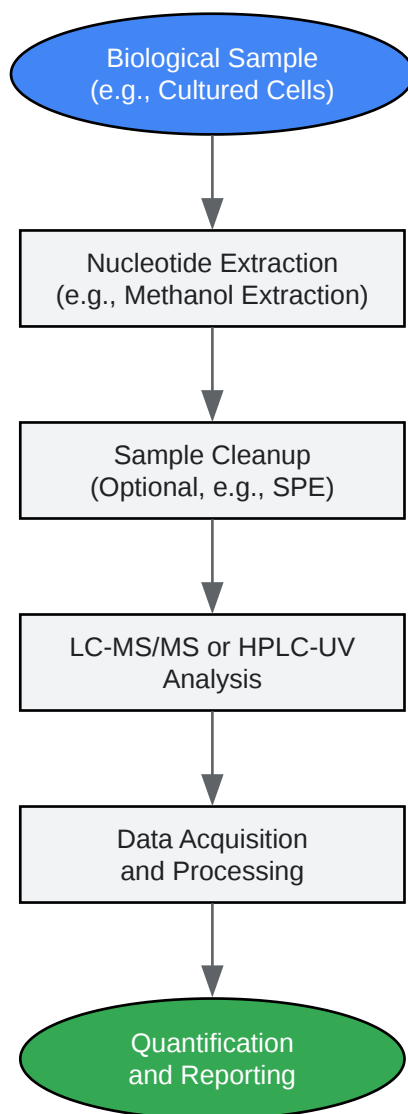 Biological Sample
(e.g., Cultured Cells)
Nucleotide Extraction
(e.g., Methanol Extraction)
Sample Cleanup
(Optional, e.g., SPE)
LC-MS/MS or HPLC-UV
Analysis
Data Acquisition
and Processing
Quantification
and Reporting